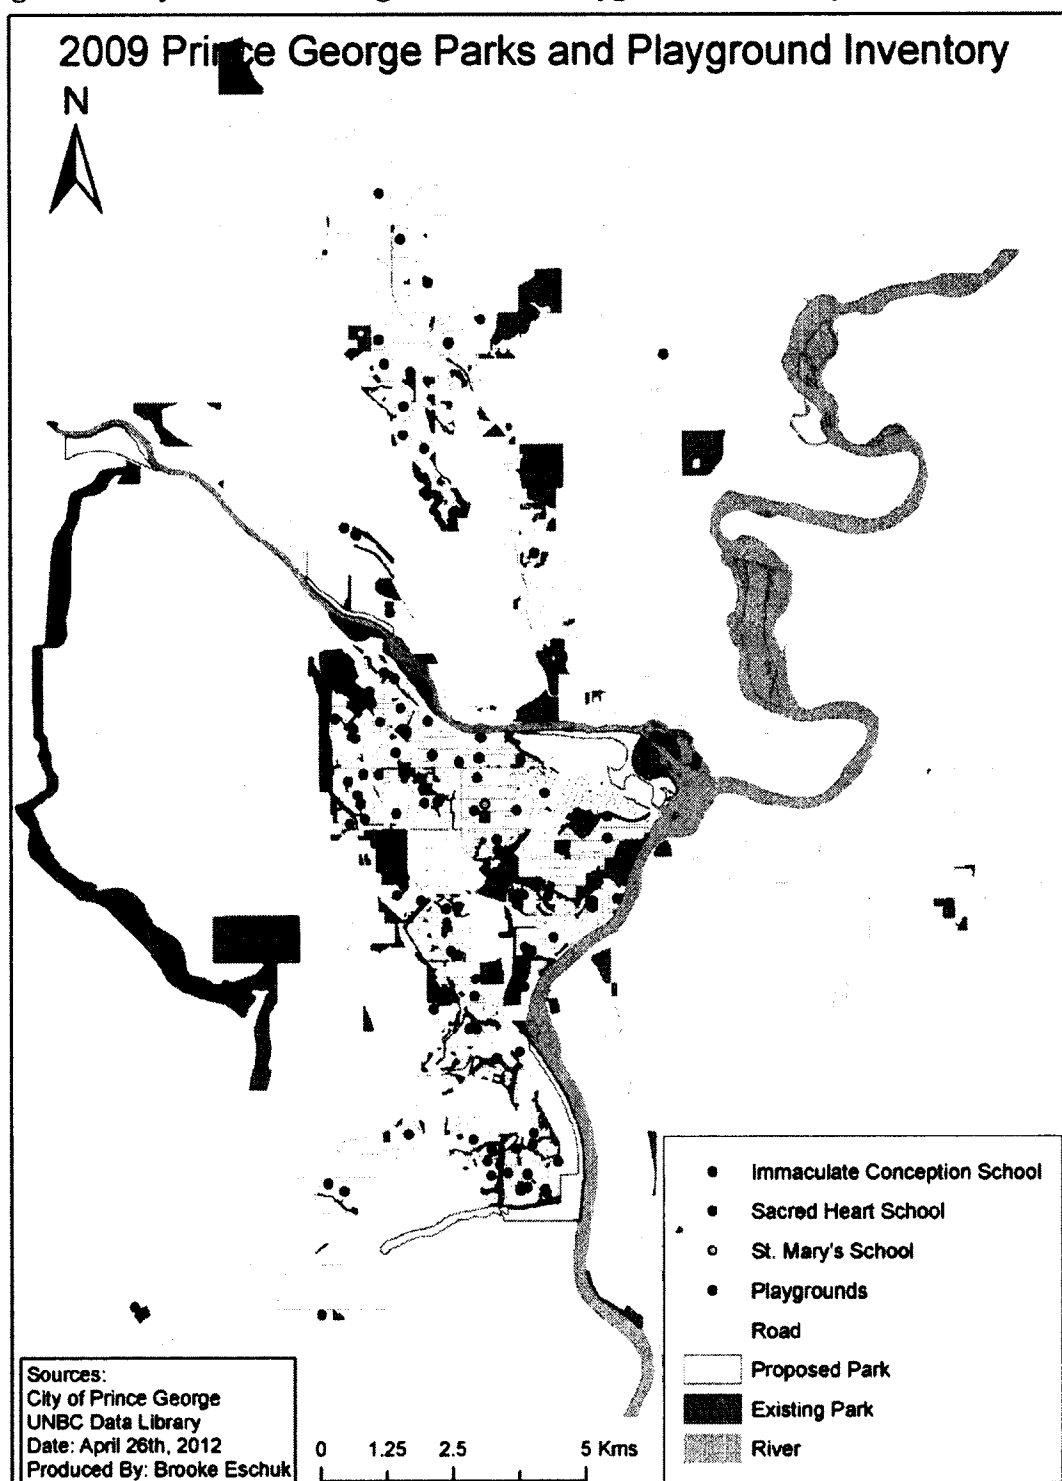 2009 Prince George Parks and Playground Inventory
N
Immaculate Conception School
Sacred Heart School
St. Mary's School
Playgrounds
Road
Proposed Park
Existing Park
River
Sources:
City of Prince George
UNBC Data Library
Date: April 26th, 2012
Produced By: Brooke Eschuk
0 1.25 2.5 5 Kms